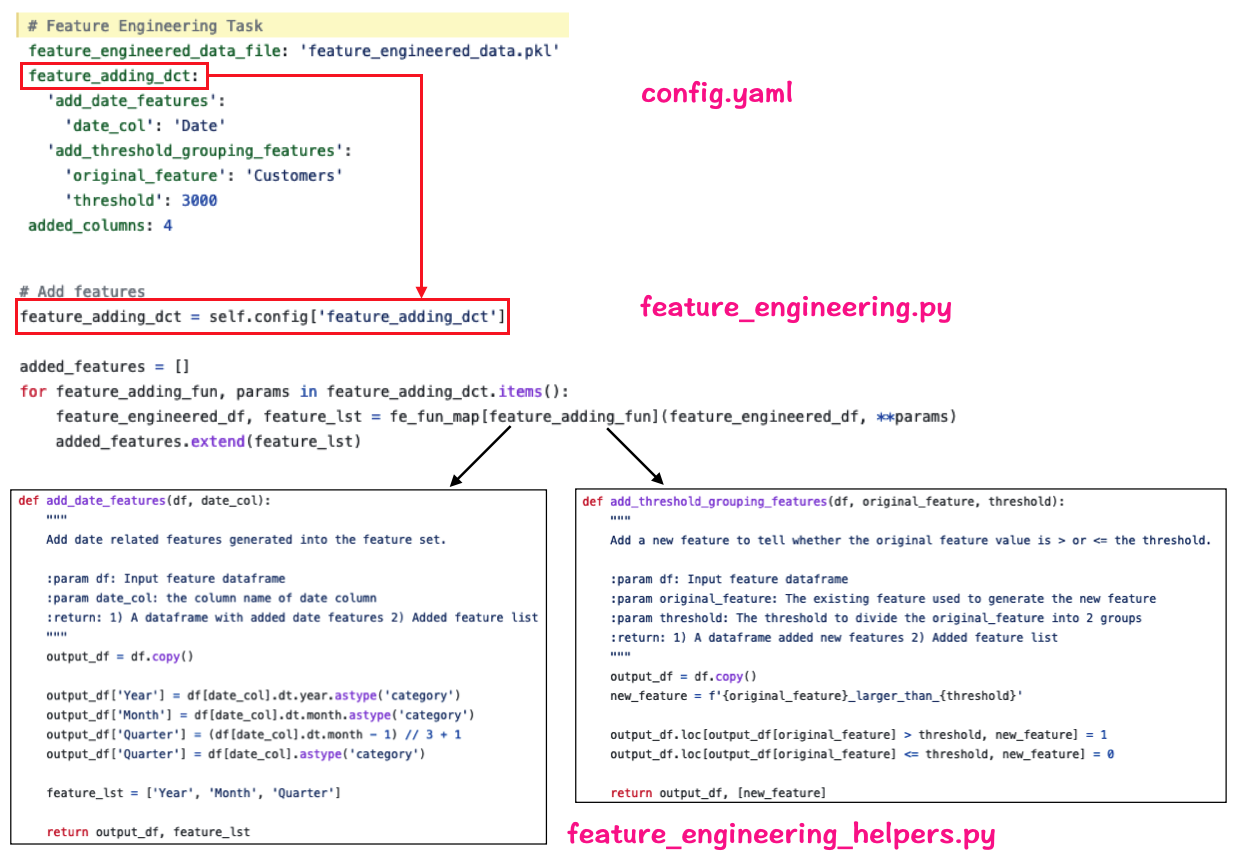 # Feature Engineering Task
feature_engineered_data_file: 'feature_engineered_data.pkl'
feature_adding_dct:
  'add_date_features':
    'date_col': 'Date'
  'add_threshold_grouping_features':
    'original_feature': 'Customers'
    'threshold': 3000
added_columns: 4
config.yaml
# Add features
feature_adding_dct = self.config['feature_adding_dct']
feature_engineering.py
added_features = []
for feature_adding_fun, params in feature_adding_dct.items():
    feature_engineered_df, feature_lst = fe_fun_map[feature_adding_fun](feature_engineered_df, **params)
    added_features.extend(feature_lst)
def add_date_features(df, date_col):
    """
    Add date related features generated into the feature set.
    :param df: Input feature dataframe
    :param date_col: the column name of date column
    :return: 1) A dataframe with added date features 2) Added feature list
    """
    output_df = df.copy()
    output_df['Year'] = df[date_col].dt.year.astype('category')
    output_df['Month'] = df[date_col].dt.month.astype('category')
    output_df['Quarter'] = (df[date_col].dt.month - 1) // 3 + 1
    output_df['Quarter'] = df[date_col].astype('category')
    feature_lst = ['Year', 'Month', 'Quarter']
    return output_df, feature_lst
def add_threshold_grouping_features(df, original_feature, threshold):
    """
    Add a new feature to tell whether the original feature value is > or <= the threshold.
    :param df: Input feature dataframe
    :param original_feature: The existing feature used to generate the new feature
    :param threshold: The threshold to divide the original_feature into 2 groups
    :return: 1) A dataframe added new features 2) Added feature list
    """
    output_df = df.copy()
    new_feature = f'{original_feature}_larger_than_{threshold}'
    output_df.loc[output_df[original_feature] > threshold, new_feature] = 1
    output_df.loc[output_df[original_feature] <= threshold, new_feature] = 0
    return output_df, [new_feature]
feature_engineering_helpers.py